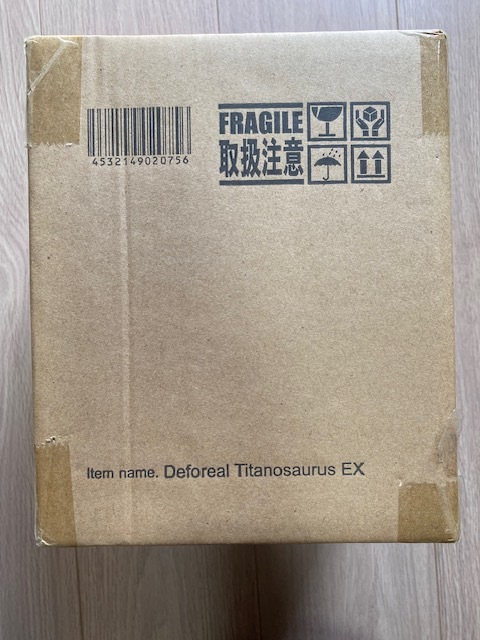 4532149020756
FRAGILE
取扱注意
Item name. Deforeal Titanosaurus EX